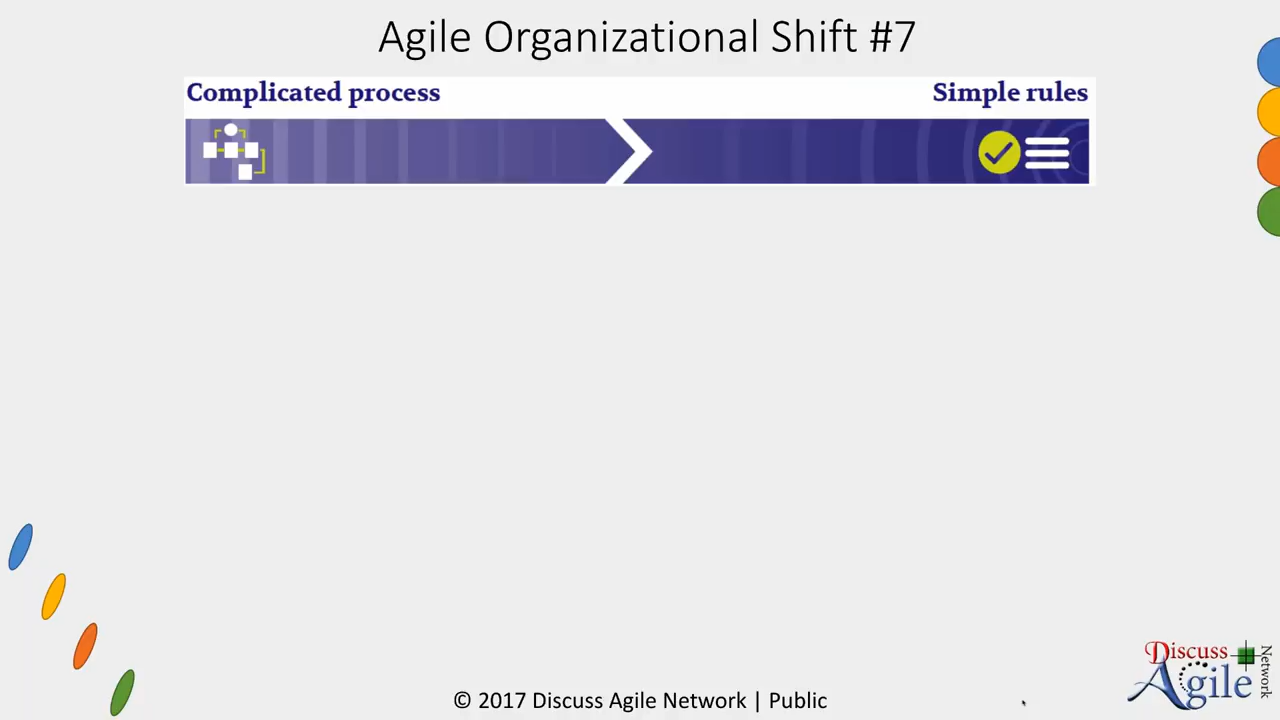 Agile Organizational Shift #7
Complicated process
Simple rules
© 2017 Discuss Agile Network | Public
Discuss
Agile
Network